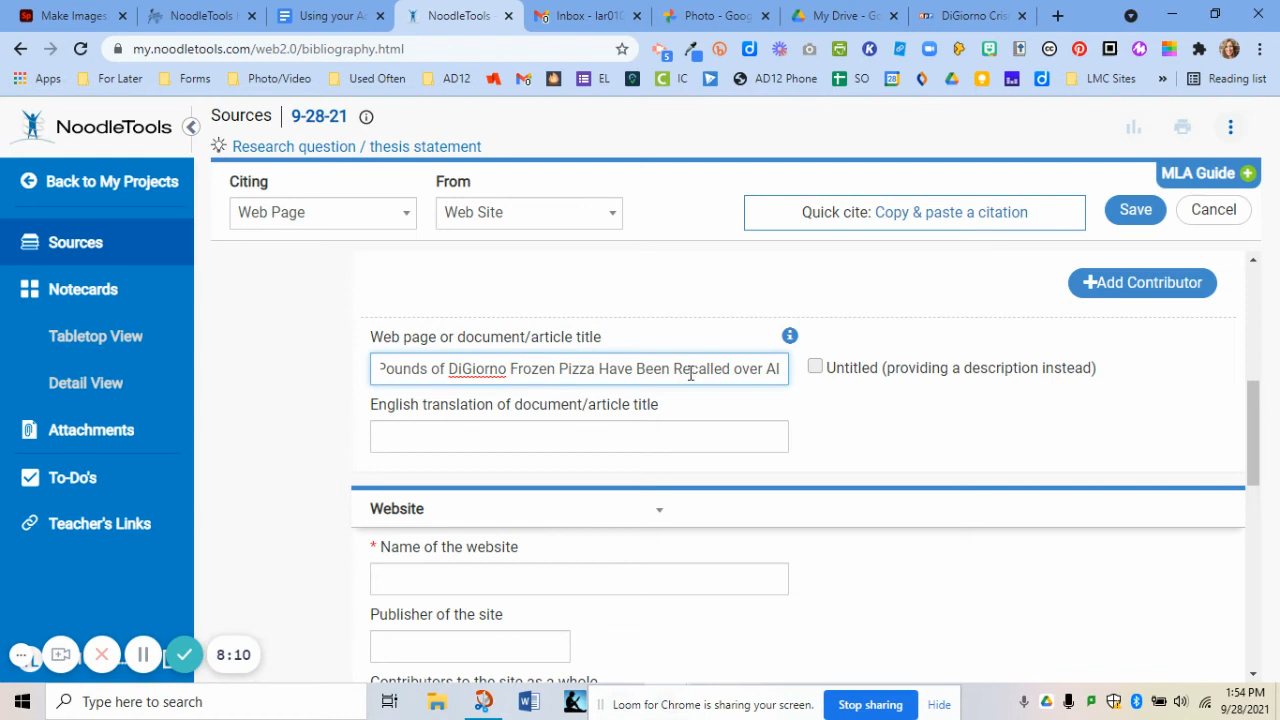 Make Images
NoodleTools H
Using your Ac
NoodleTools -
Inbox - lar01D
Photo - Goog
My Drive - Go
DiGiorno Cris
my.noodletools.com/web2.0/bibliography.html
Apps
For Later
Forms
Photo/Video
Used Often
AD12
EL
IC
AD12 Phone
SO
LMC Sites
Reading list
NoodleTools
Sources
9-28-21
Research question / thesis statement
Back to My Projects
Sources
Notecards
Tabletop View
Detail View
Attachments
To-Do's
Teacher's Links
MLA Guide
Citing
From
Web Page
Web Site
Quick cite: Copy & paste a citation
Save
Cancel
Add Contributor
Web page or document/article title
Pounds of DiGiorno Frozen Pizza Have Been Recalled over Al
Untitled (providing a description instead)
English translation of document/article title
Website
* Name of the website
Publisher of the site
Contributors to the site as a whole
8:10
Type here to search
Loom for Chrome is sharing your screen.
Stop sharing
Hide
1:54 PM
9/28/2021